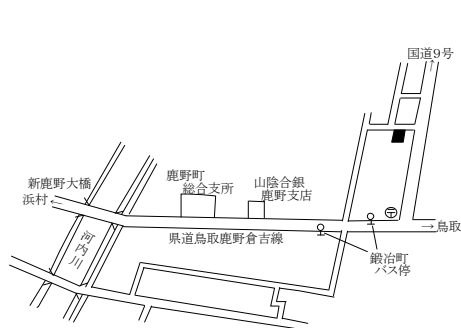 国道9号
↑
鹿野町
総合支所
山陰合銀
鹿野支店
新鹿野大橋
浜村←
河内川
県道鳥取鹿野倉吉線
〒
→鳥取
鍛冶町
バス停